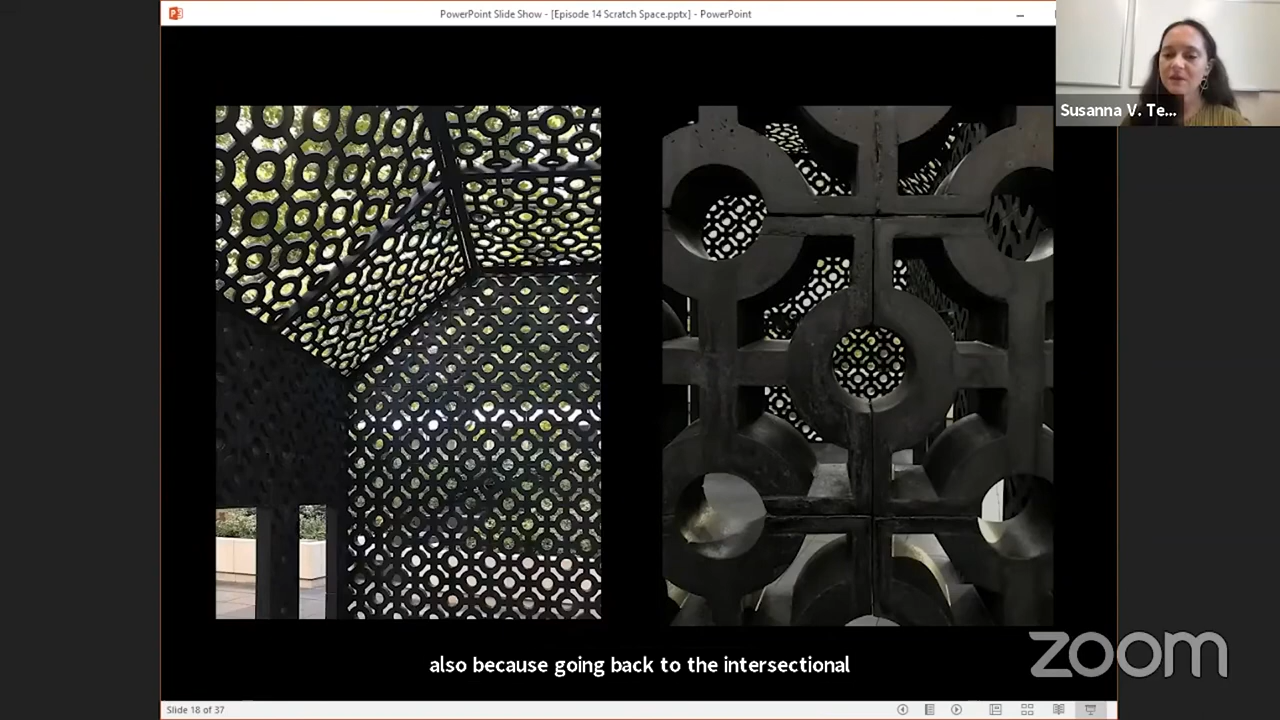 PowerPoint Slide Show - [Episode 14 Scratch Space.pptx] - PowerPoint
Susanna V. Te...
also because going back to the intersectional
zoom
Slide 18 of 37